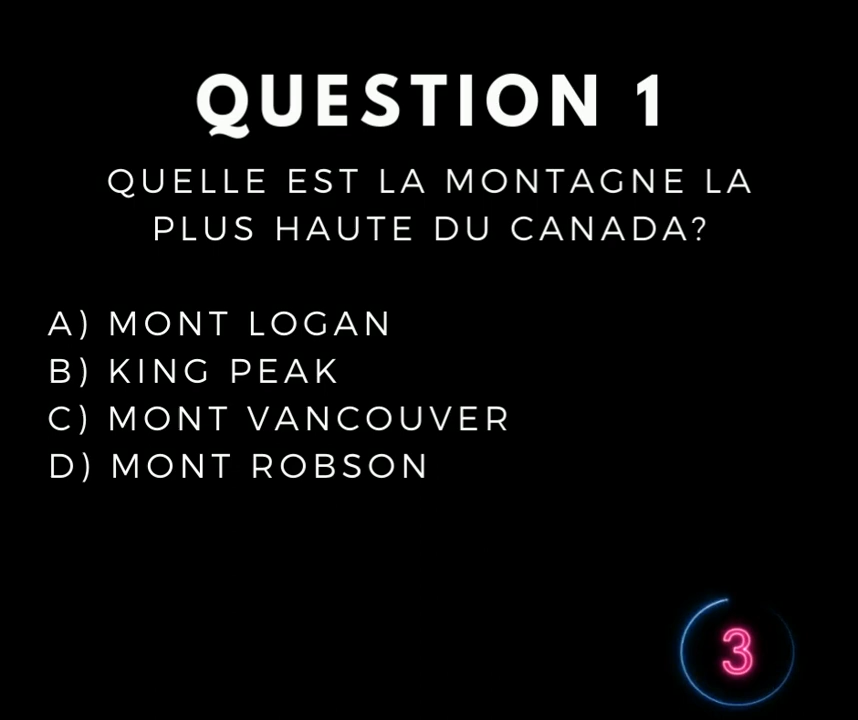 QUESTION 1
QUELLE EST LA MONTAGNE LA
PLUS HAUTE DU CANADA?
A) MONT LOGAN
B) KING PEAK
C) MONT VANCOUVER
D) MONT ROBSON
3